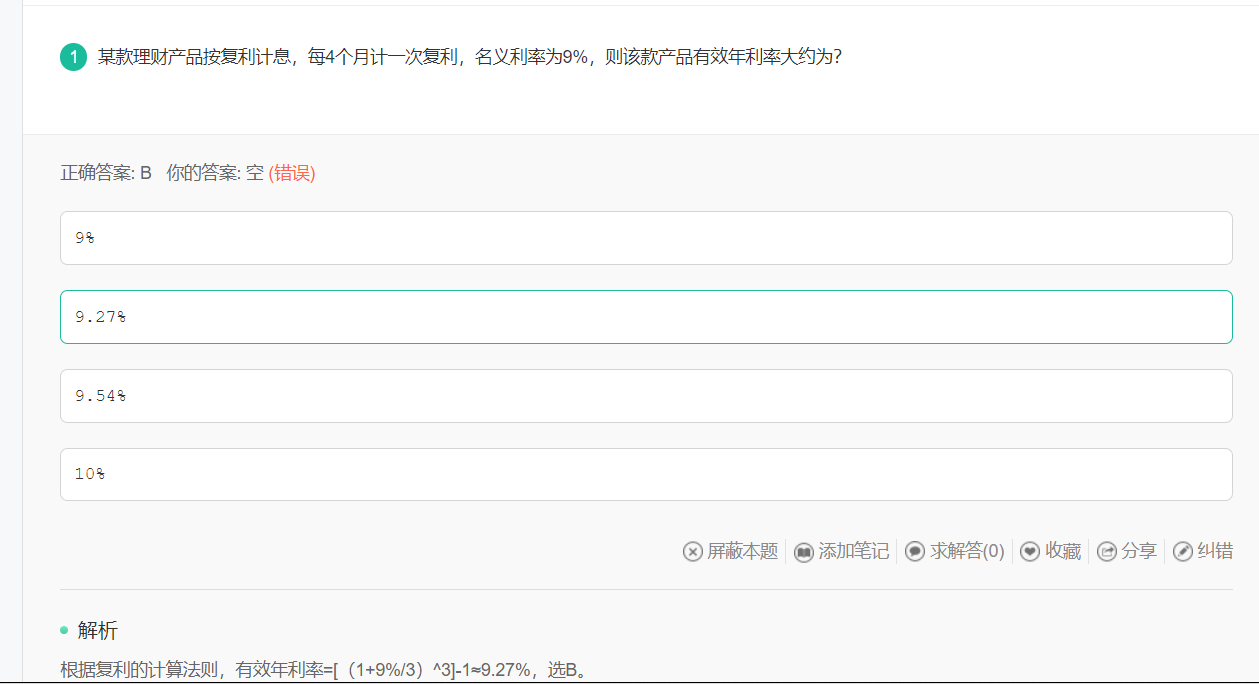 1 某款理财产品按复利计息，每4个月计一次复利，名义利率为9%，则该款产品有效年利率大约为?
正确答案: B 你的答案: 空 (错误)
9%
9.27%
9.54%
10%
屏蔽本题 添加笔记 求解答(0) 收藏 分享 纠错
解析
根据复利的计算法则，有效年利率=[（1+9%/3）^3]-1≈9.27%，选B。